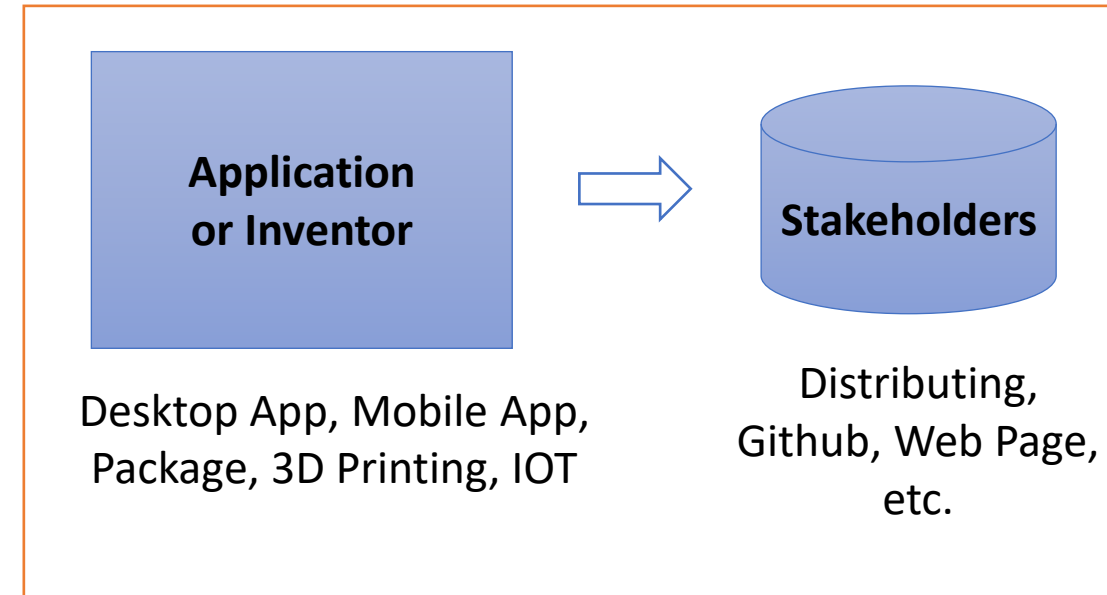 Application
or Inventor
Stakeholders
Desktop App, Mobile App,
Package, 3D Printing, IOT
Distributing,
Github, Web Page,
etc.